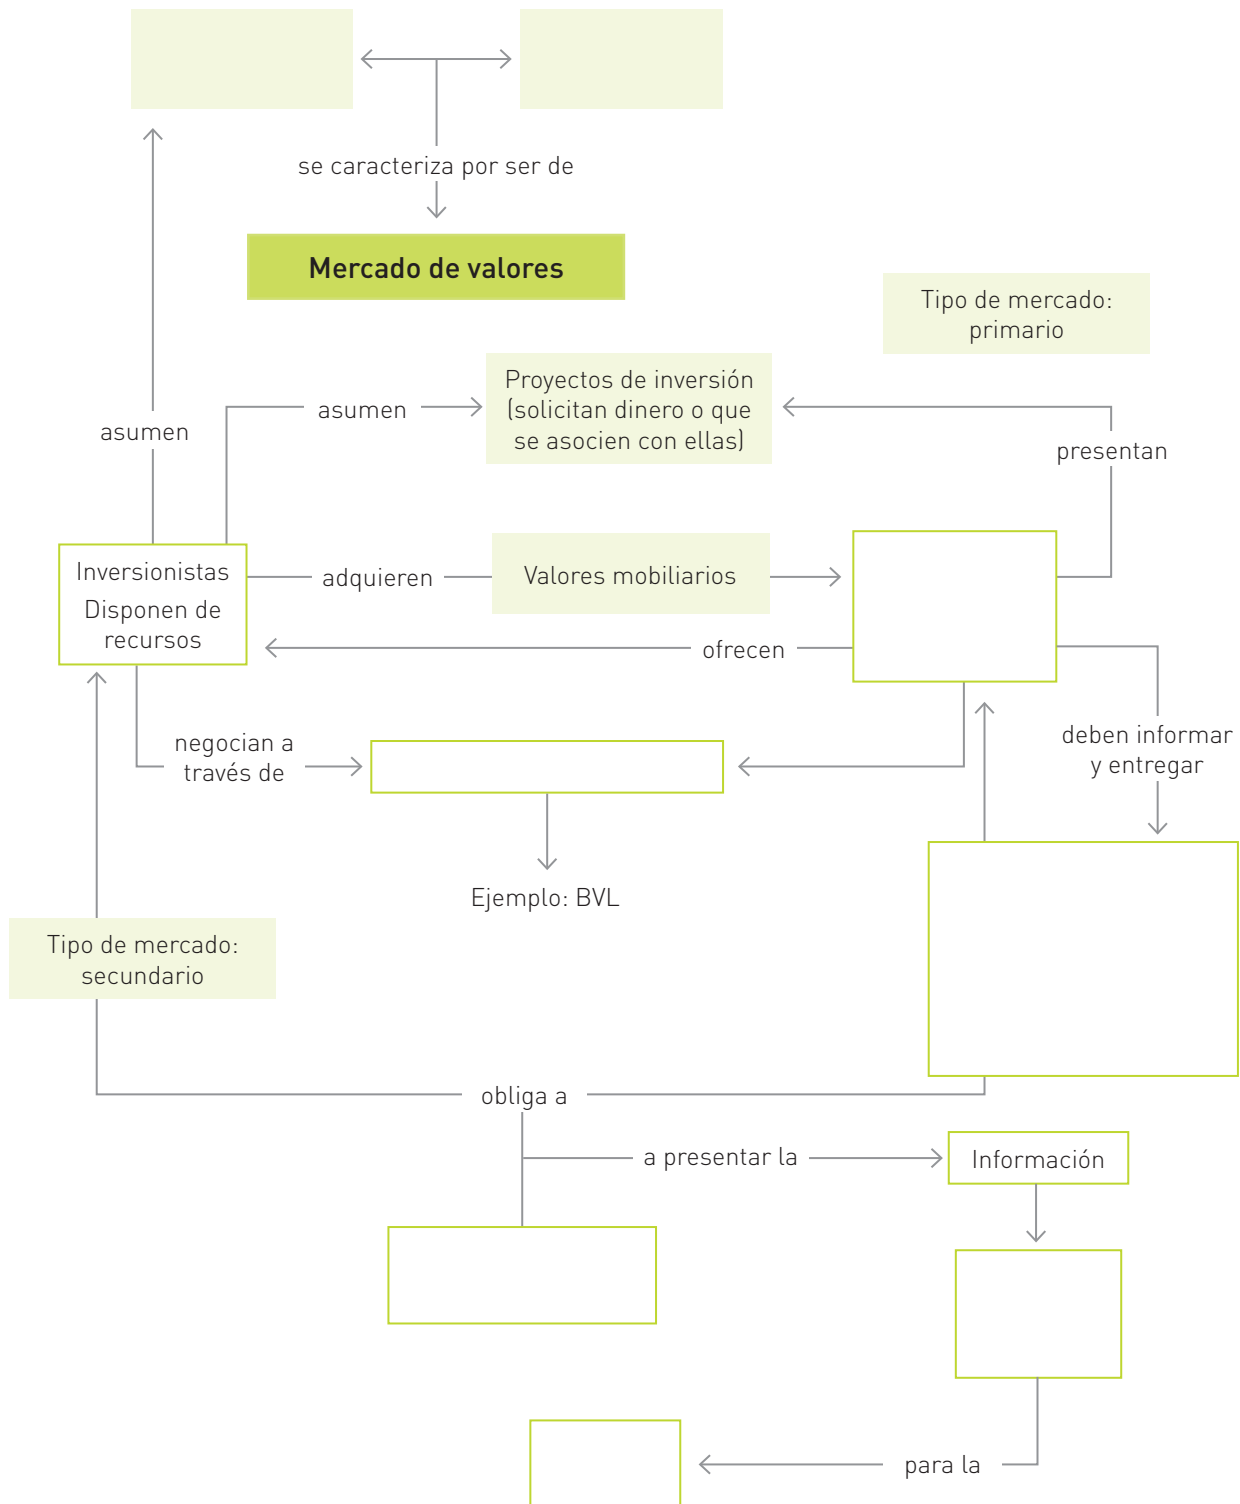 se caracteriza por ser de
Mercado de valores
Tipo de mercado:
primario
Proyectos de inversión
(solicitan dinero o que
se asocien con ellas)
asumen
asumen
presentan
Inversionistas
Disponen de
recursos
adquieren
Valores mobiliarios
ofrecen
negocian a
través de
deben informar
y entregar
Ejemplo: BVL
Tipo de mercado:
secundario
obliga a
a presentar la
Información
para la